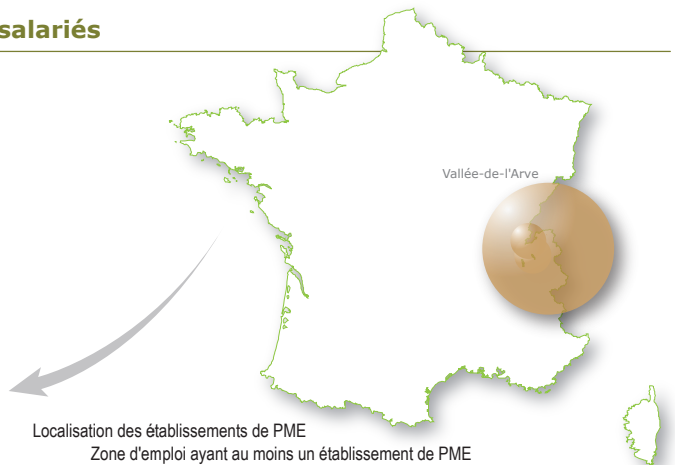 salariés
Vallée-de-l'Arve
Localisation des établissements de PME
Zone d'emploi ayant au moins un établissement de PME